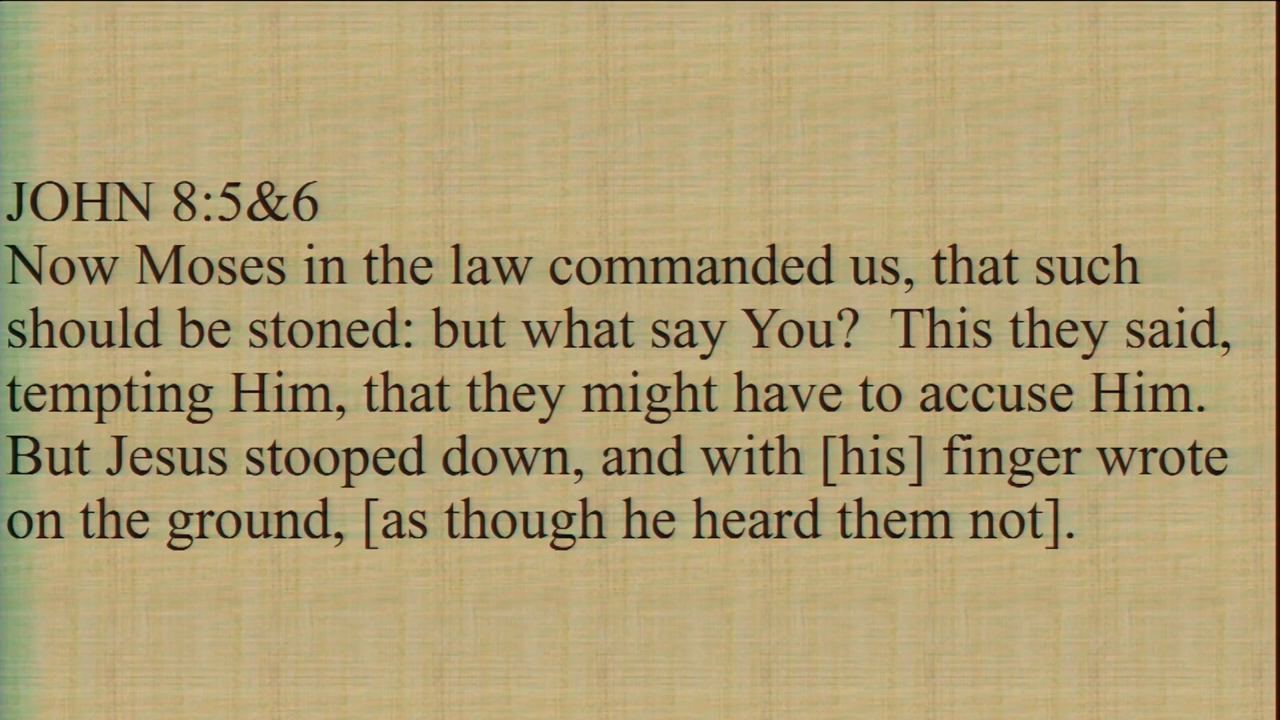 JOHN 8:5&6
Now Moses in the law commanded us, that such
should be stoned: but what say You?  This they said,
tempting Him, that they might have to accuse Him.
But Jesus stooped down, and with [his] finger wrote
on the ground, [as though he heard them not].